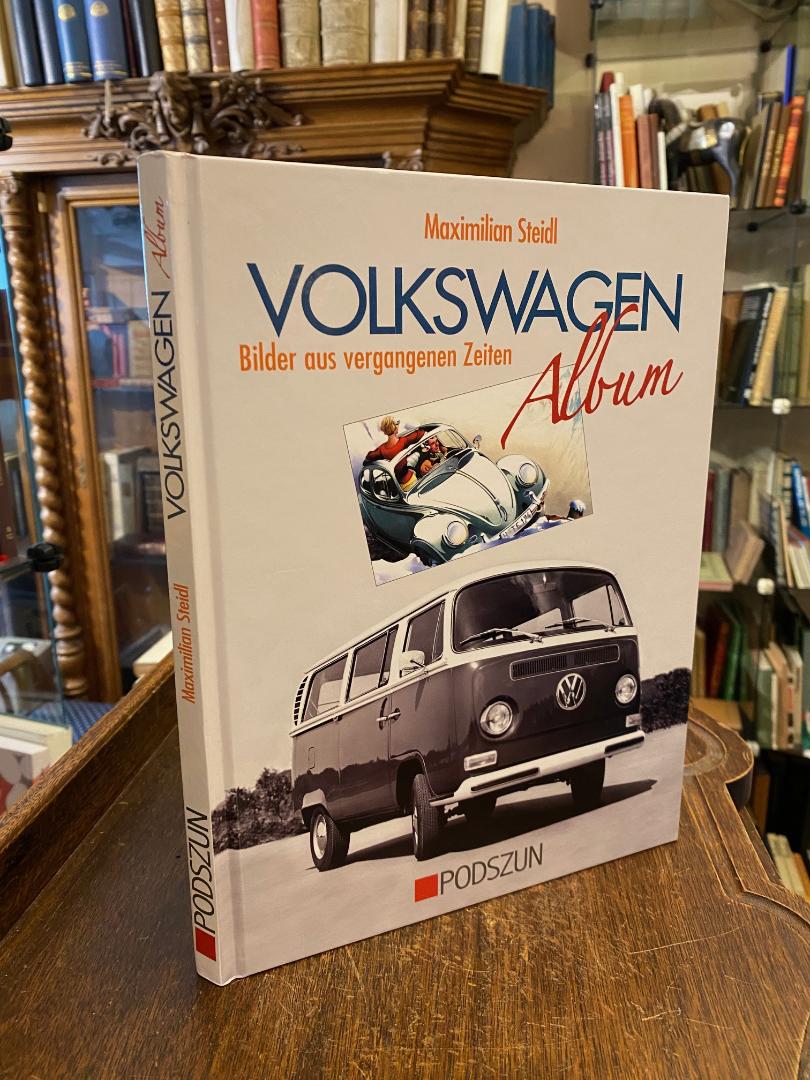 Maximilian Steidl
VOLKSWAGEN
Bilder aus vergangenen Zeiten
Album
PODSZUN
VOLKSWAGEN Album
Maximilian Steidl
PODSZUN